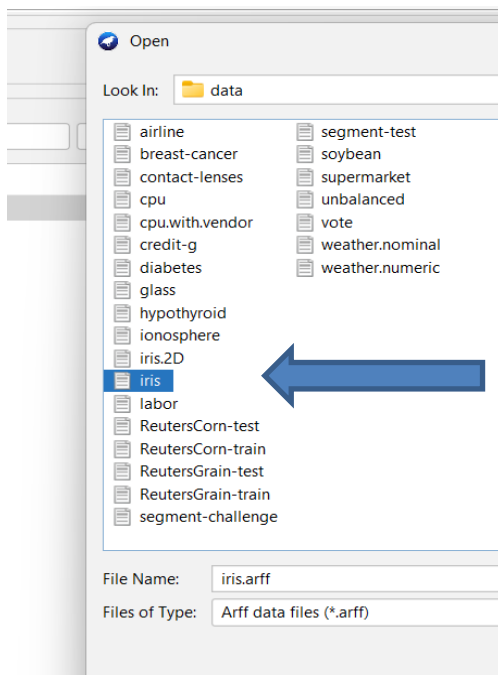 Open
Look In: data
airline
breast-cancer
contact-lenses
cpu
cpu.with.vendor
credit-g
diabetes
glass
hypothyroid
ionosphere
iris.2D
iris
labor
ReutersCorn-test
ReutersCorn-train
ReutersGrain-test
ReutersGrain-train
segment-challenge
segment-test
soybean
supermarket
unbalanced
vote
weather.nominal
weather.numeric
File Name: iris.arff
Files of Type: Arff data files (*.arff)